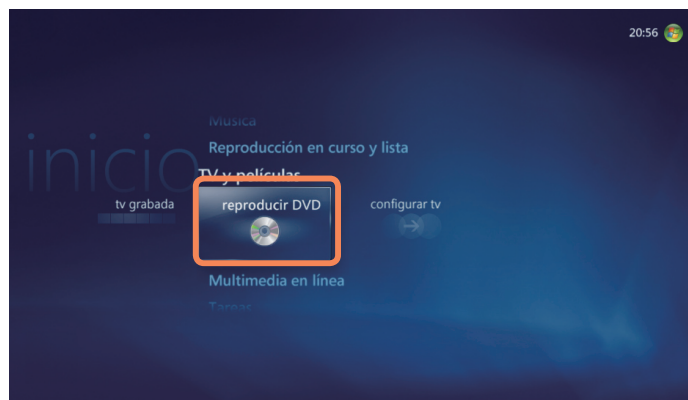 20:56
inicio
Música
Reproducción en curso y lista
TV y películas
tv grabada
reproducir DVD
configurar tv
Multimedia en línea
Tareas